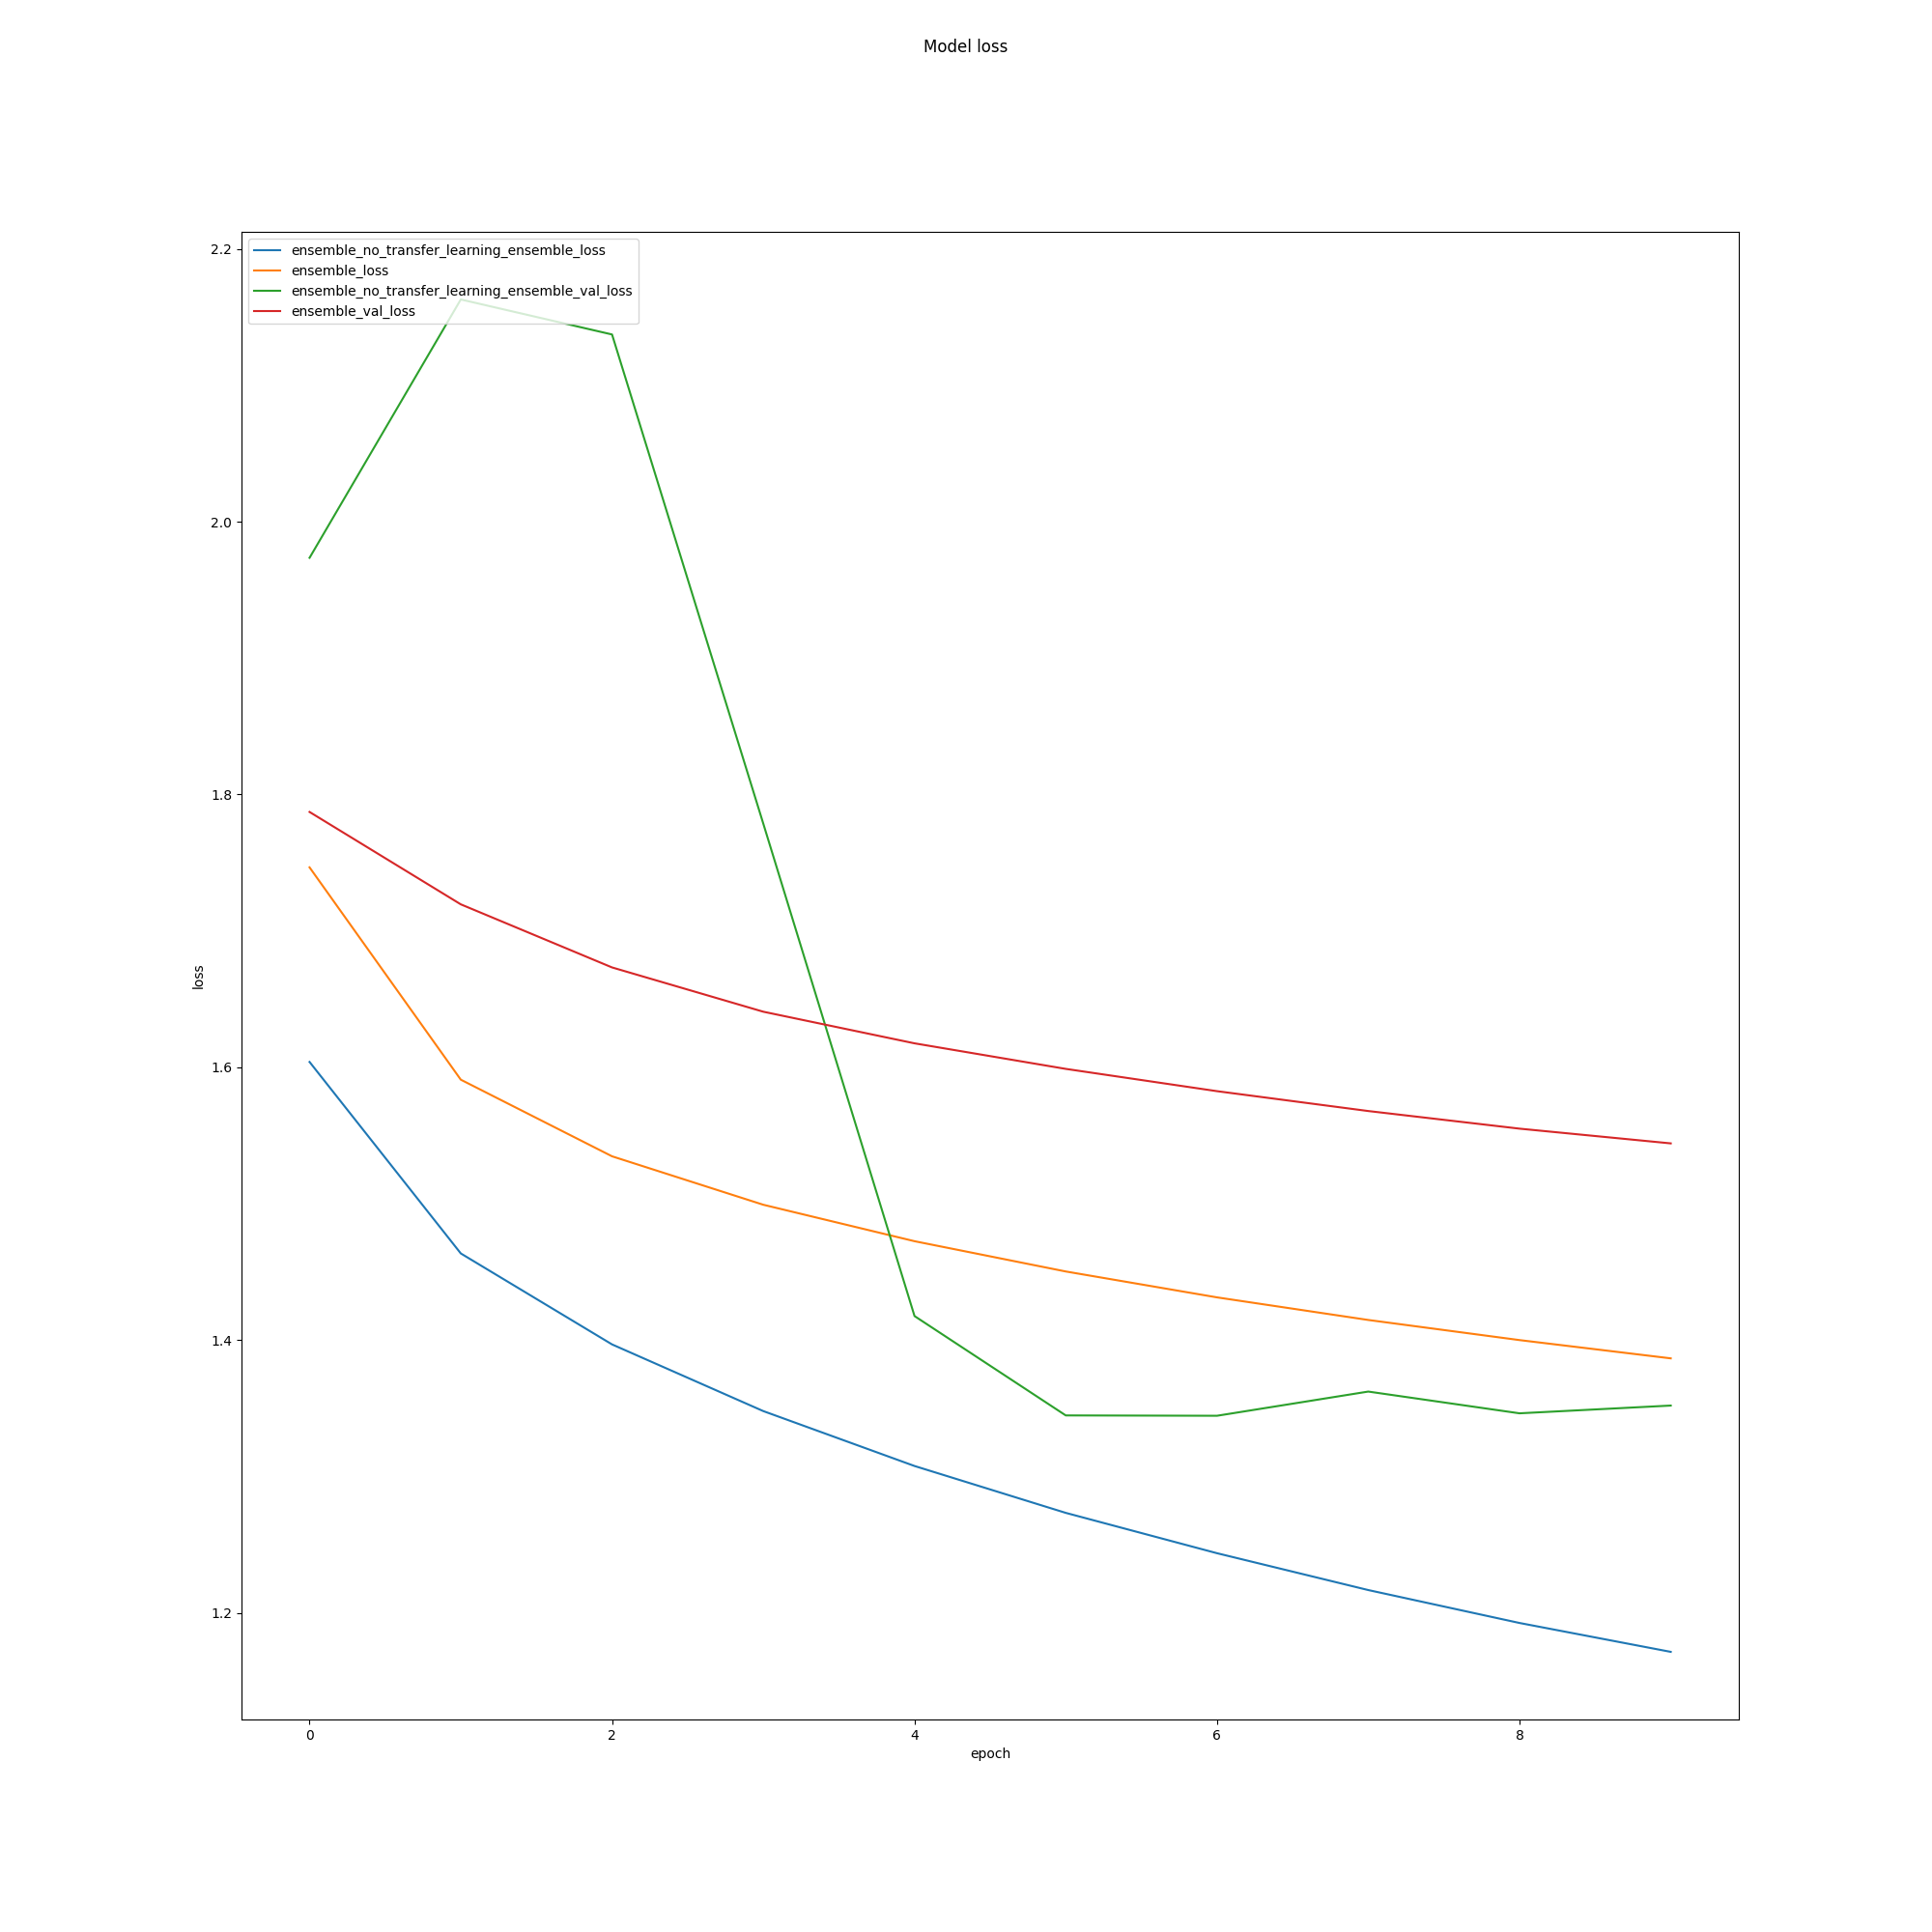 Model loss
ensemble_no_transfer_learning_ensemble_loss
ensemble_loss
ensemble_no_transfer_learning_ensemble_val_loss
ensemble_val_loss
2.2
2.0
1.8
1.6
1.4
1.2
loss
0 2 4 6 8
epoch